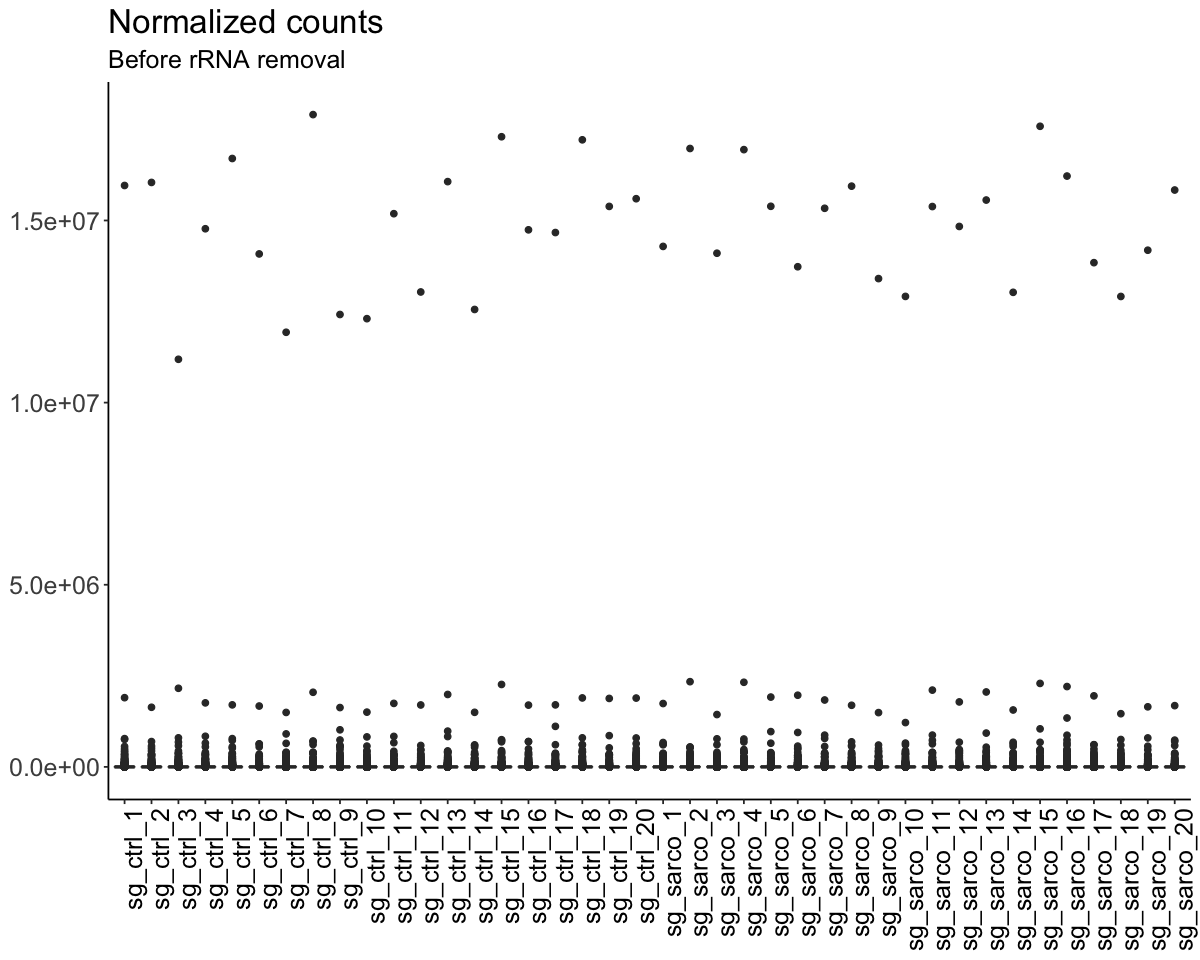 Normalized counts
Before rRNA removal
1.5e+07
1.0e+07
5.0e+06
0.0e+00
sg_ctrl_1
sg_ctrl_2
sg_ctrl_3
sg_ctrl_4
sg_ctrl_5
sg_ctrl_6
sg_ctrl_7
sg_ctrl_8
sg_ctrl_9
sg_ctrl_10
sg_ctrl_11
sg_ctrl_12
sg_ctrl_13
sg_ctrl_14
sg_ctrl_15
sg_ctrl_16
sg_ctrl_17
sg_ctrl_18
sg_ctrl_19
sg_ctrl_20
sg_sarco_1
sg_sarco_2
sg_sarco_3
sg_sarco_4
sg_sarco_5
sg_sarco_6
sg_sarco_7
sg_sarco_8
sg_sarco_9
sg_sarco_10
sg_sarco_11
sg_sarco_12
sg_sarco_13
sg_sarco_14
sg_sarco_15
sg_sarco_16
sg_sarco_17
sg_sarco_18
sg_sarco_19
sg_sarco_20